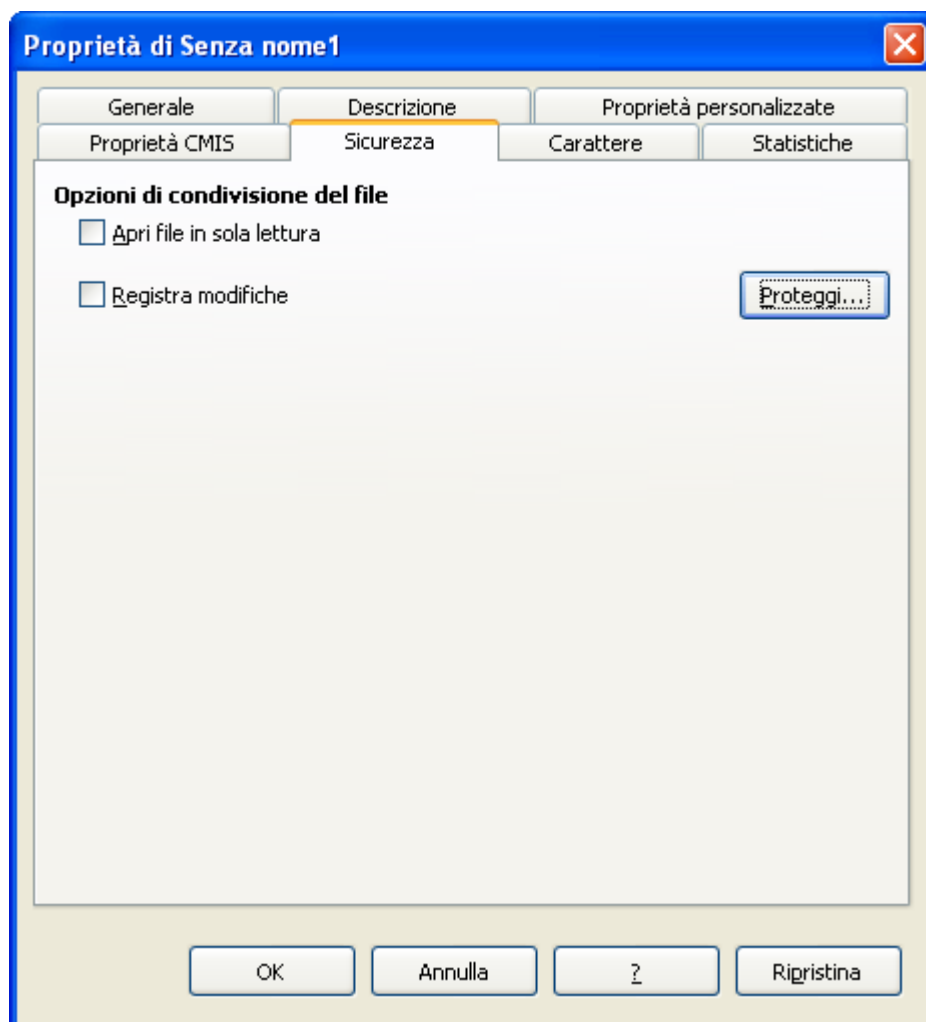 Proprietà di Senza nome1
Generale Descrizione Proprietà personalizzate
Proprietà CMIS Sicurezza Carattere Statistiche
Opzioni di condivisione del file
Apri file in sola lettura
Registra modifiche Proteggi...
OK Annulla ? Ripristina